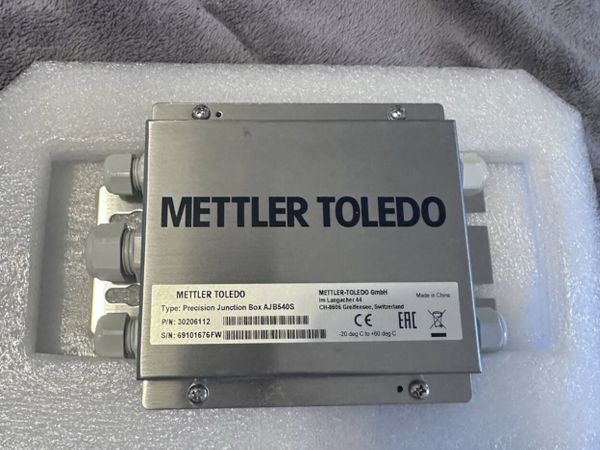 METTLER TOLEDO
METTLER TOLEDO
Type: Precision Junction Box AJB540S
P/N: 30206112
S/N: 69101676FW
METTLER-TOLEDO GmbH
Im Langacher 44
CH-8606 Greifensee, Switzerland
CE EAC
-20 deg C to +60 deg C
Made in China